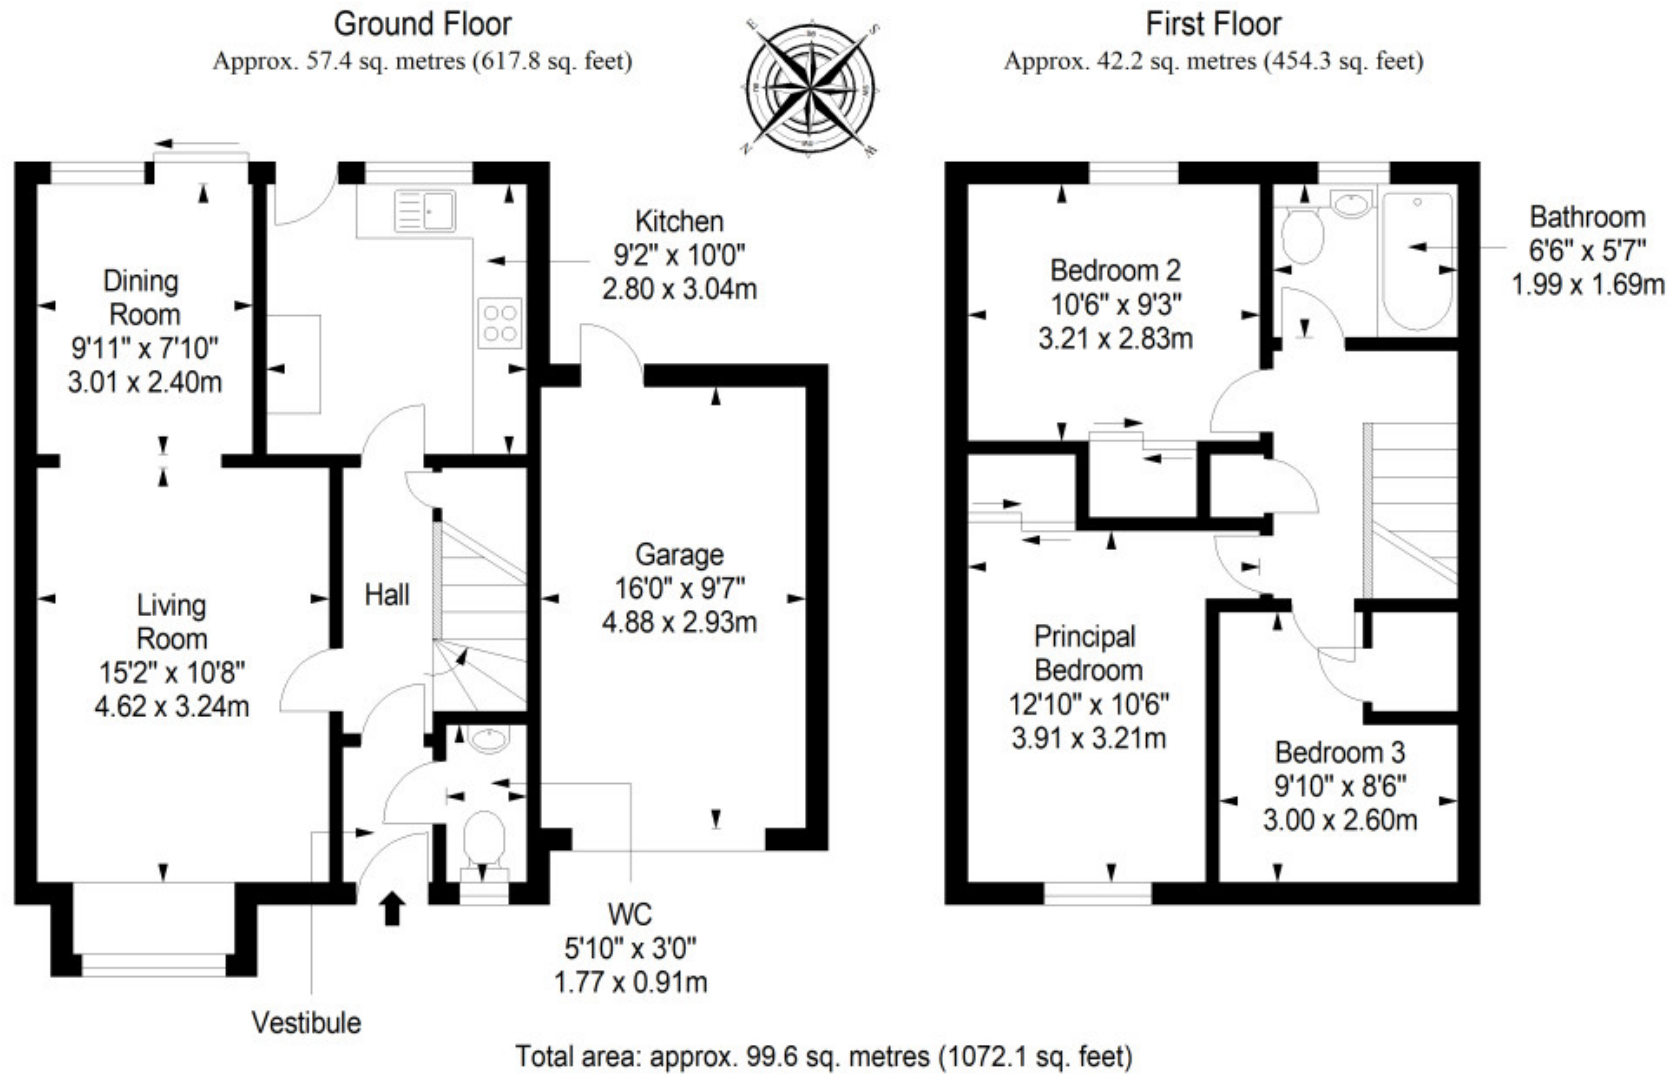 Ground Floor
Approx. 57.4 sq. metres (617.8 sq. feet)
E
S
N
W
First Floor
Approx. 42.2 sq. metres (454.3 sq. feet)
Dining
Room
9'11" x 7'10"
3.01 x 2.40m
Kitchen
9'2" x 10'0"
2.80 x 3.04m
Living
Room
15'2" x 10'8"
4.62 x 3.24m
Hall
Garage
16'0" x 9'7"
4.88 x 2.93m
WC
5'10" x 3'0"
1.77 x 0.91m
Vestibule
Bedroom 2
10'6" x 9'3"
3.21 x 2.83m
Bathroom
6'6" x 5'7"
1.99 x 1.69m
Principal
Bedroom
12'10" x 10'6"
3.91 x 3.21m
Bedroom 3
9'10" x 8'6"
3.00 x 2.60m
Total area: approx. 99.6 sq. metres (1072.1 sq. feet)